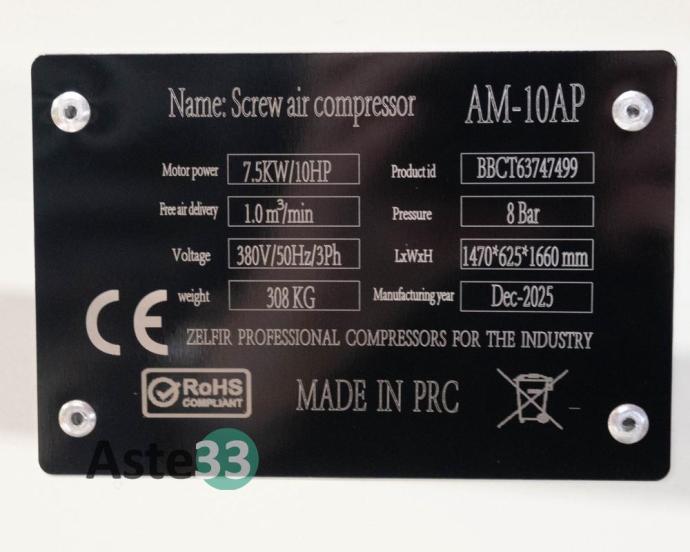 Name: Screw air compressor AM-10AP
Motor power 7.5KW/10HP Product id BBCT63747499
Free air delivery 1.0 m³/min Pressure 8 Bar
Voltage 380V/50Hz/3Ph LxWxH 1470*625*1660 mm
weight 308 KG Manufacturing year Dec-2025
CE ZELFIR PROFESSIONAL COMPRESSORS FOR THE INDUSTRY
RoHS
COMPLIANT
MADE IN PRC
Aste33